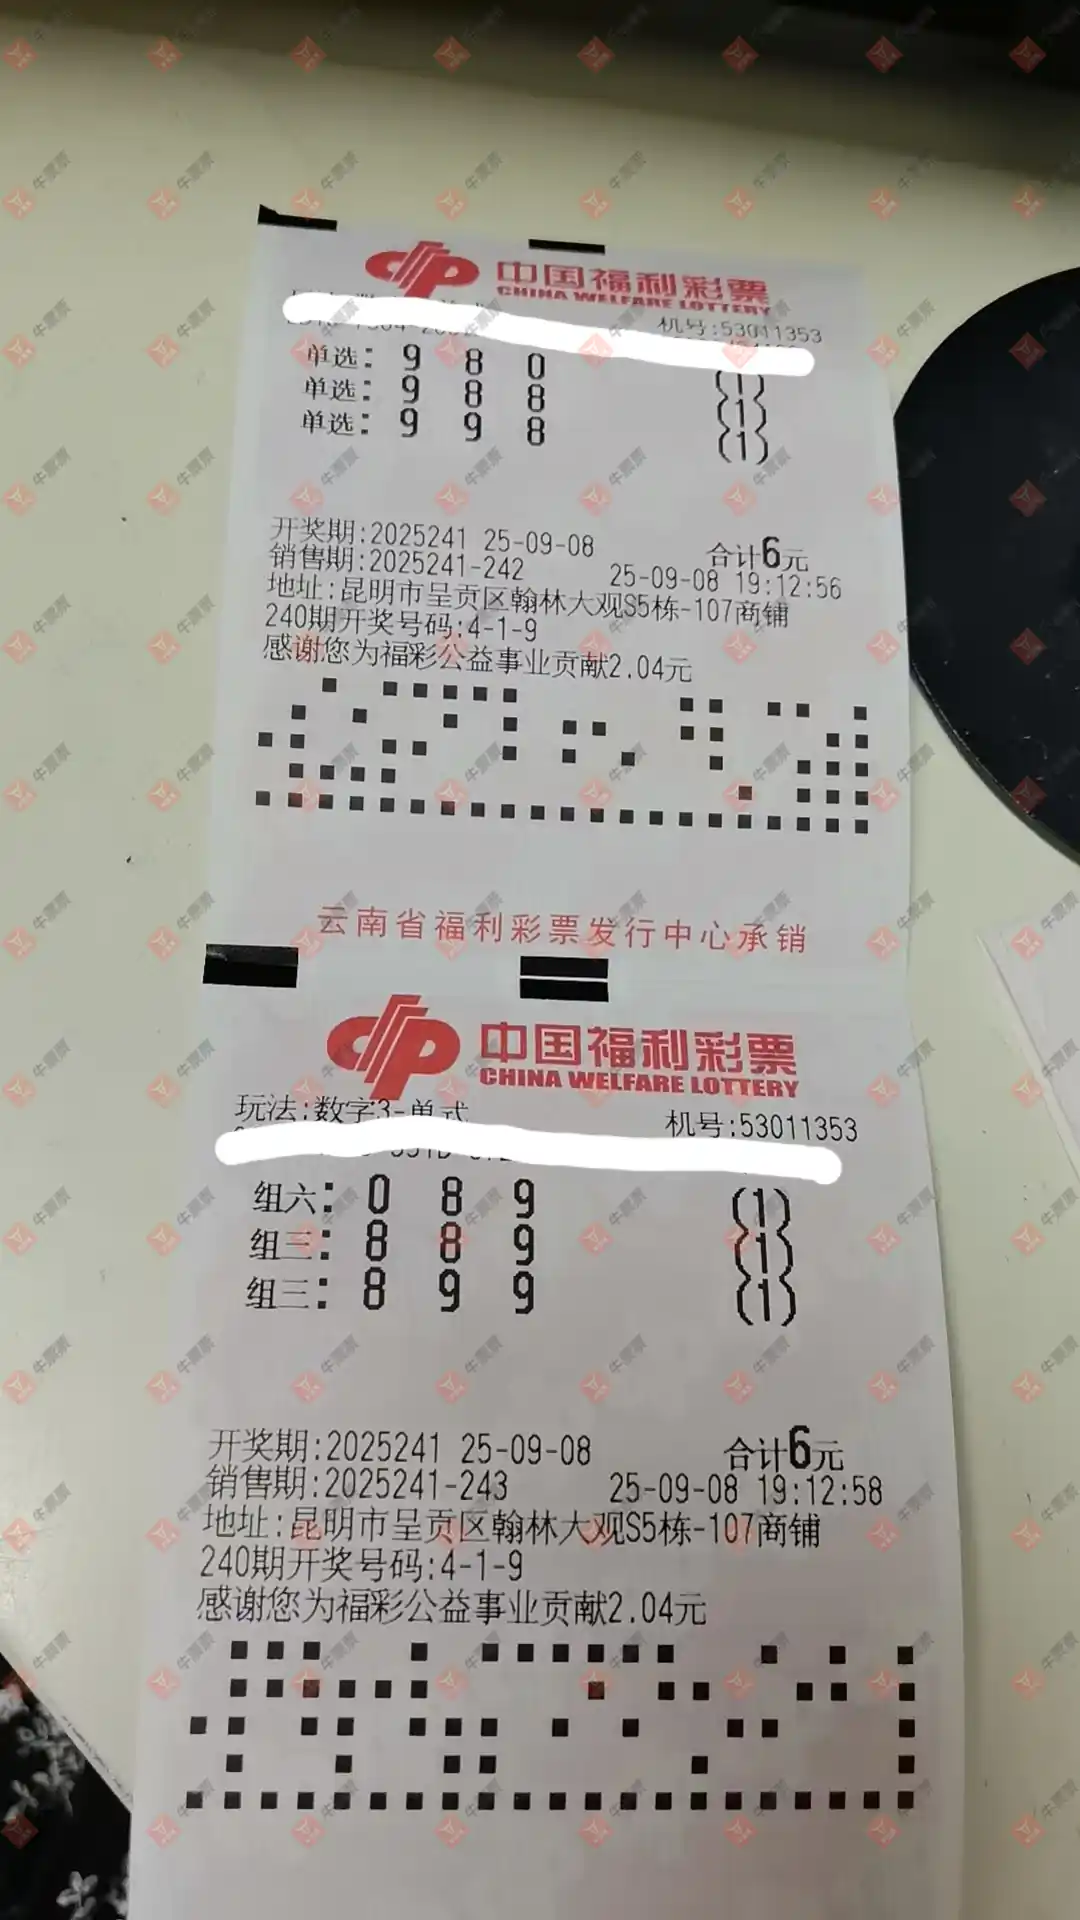 中国福利彩票
CHINA WELFARE LOTTERY
机号:53011353
单选: 9 8 0 (1)
单选: 9 8 8 (1)
单选: 9 9 8 (1)
开奖期:2025241 25-09-08 合计6元
销售期:2025241-242 25-09-08 19:12:56
地址:昆明市呈贡区翰林大观S5栋-107商铺
240期开奖号码:4-1-9
感谢您为福彩公益事业贡献2.04元
云南省福利彩票发行中心承销
中国福利彩票
CHINA WELFARE LOTTERY
玩法:数字3-单式 机号:53011353
组六: 0 8 9 (1)
组三: 8 8 9 (1)
组三: 8 9 9 (1)
开奖期:2025241 25-09-08 合计6元
销售期:2025241-243 25-09-08 19:12:58
地址:昆明市呈贡区翰林大观S5栋-107商铺
240期开奖号码:4-1-9
感谢您为福彩公益事业贡献2.04元
牛票票